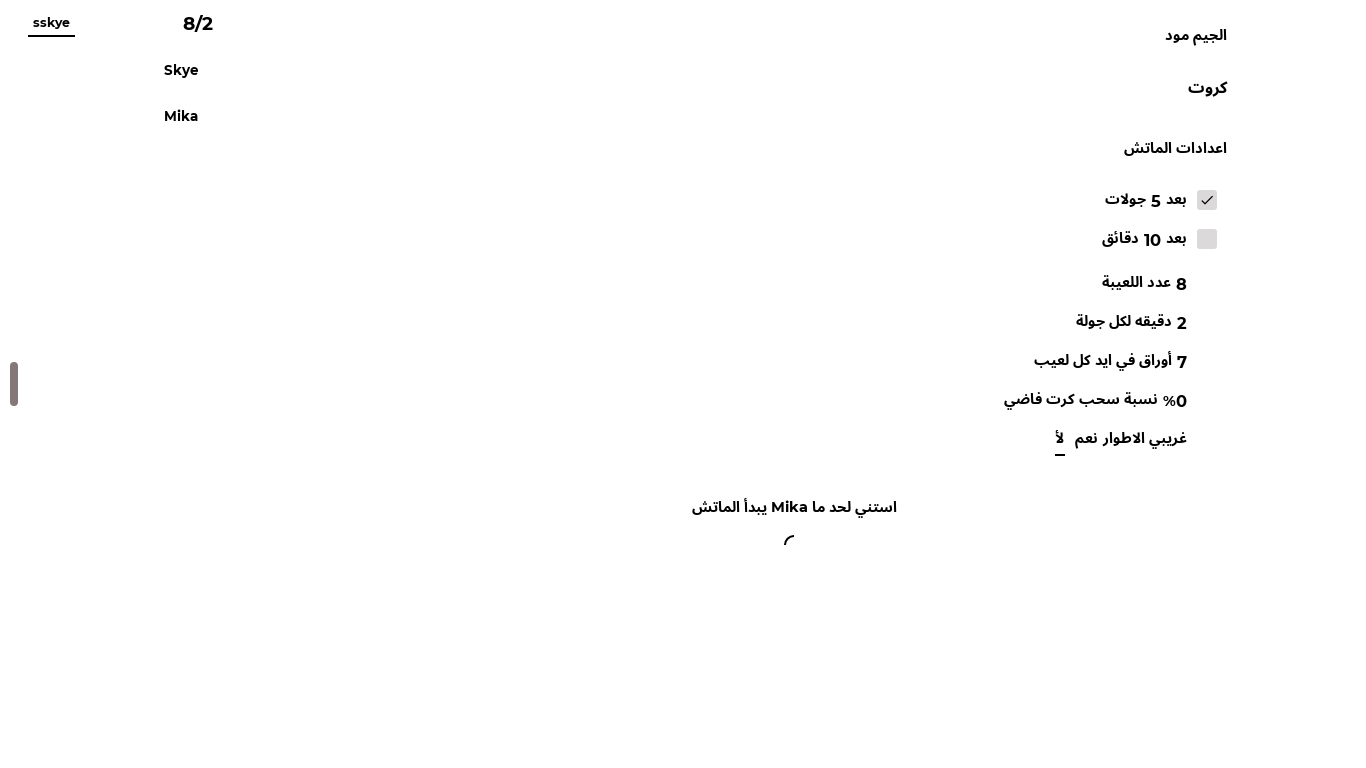 sskye
8/2
Skye
Mika
الجيم مود
كروت
اعدادات الماتش
بعد 5 جولات
بعد 10 دقائق
8 عدد اللعيبة
2 دقيقه لكل جولة
7 أوراق في ايد كل لعيب
%0 نسبة سحب كرت فاضي
غريبي الاطوار نعم لأ
استني لحد ما Mika يبدأ الماتش